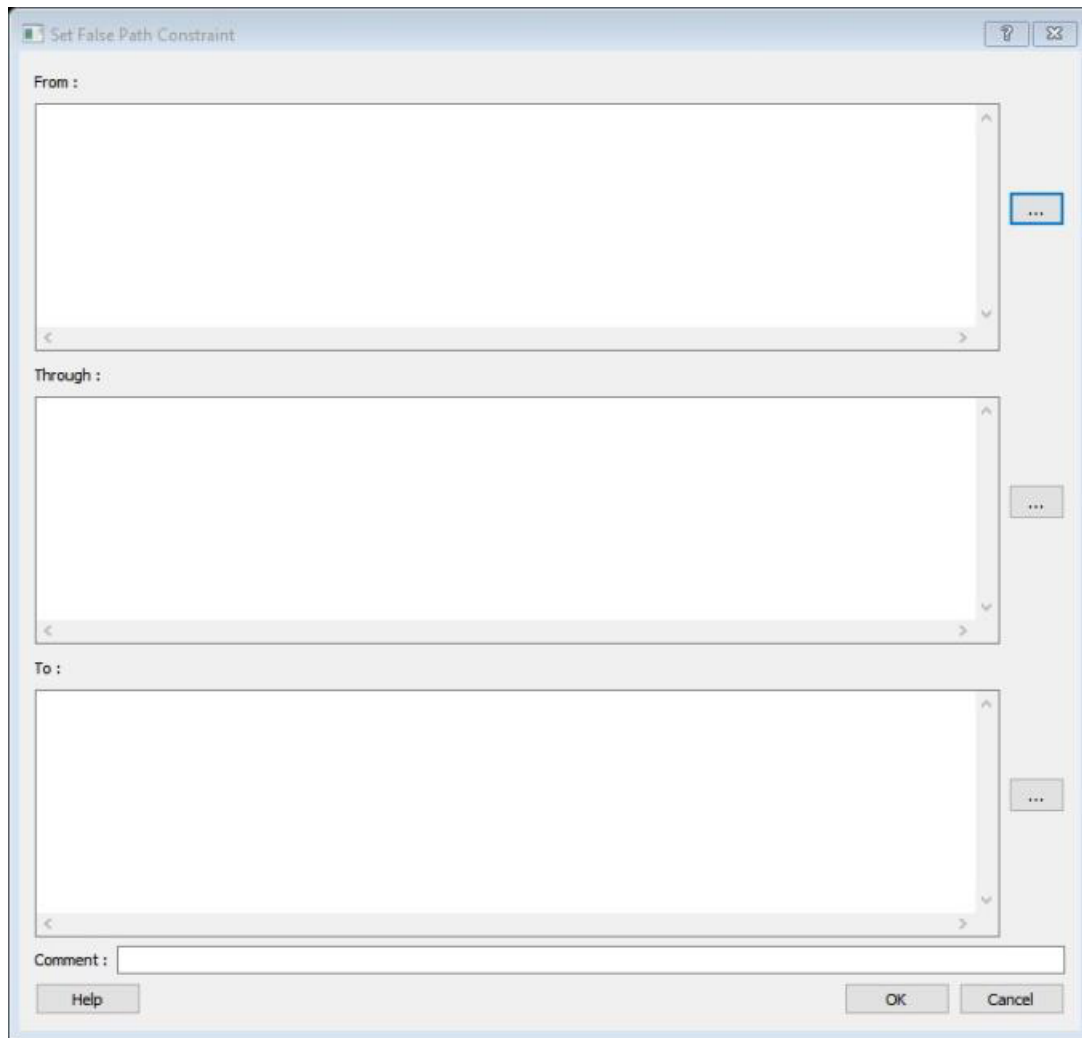 Set False Path Constraint
From :
...
Through :
...
To :
...
Comment :
Help OK Cancel